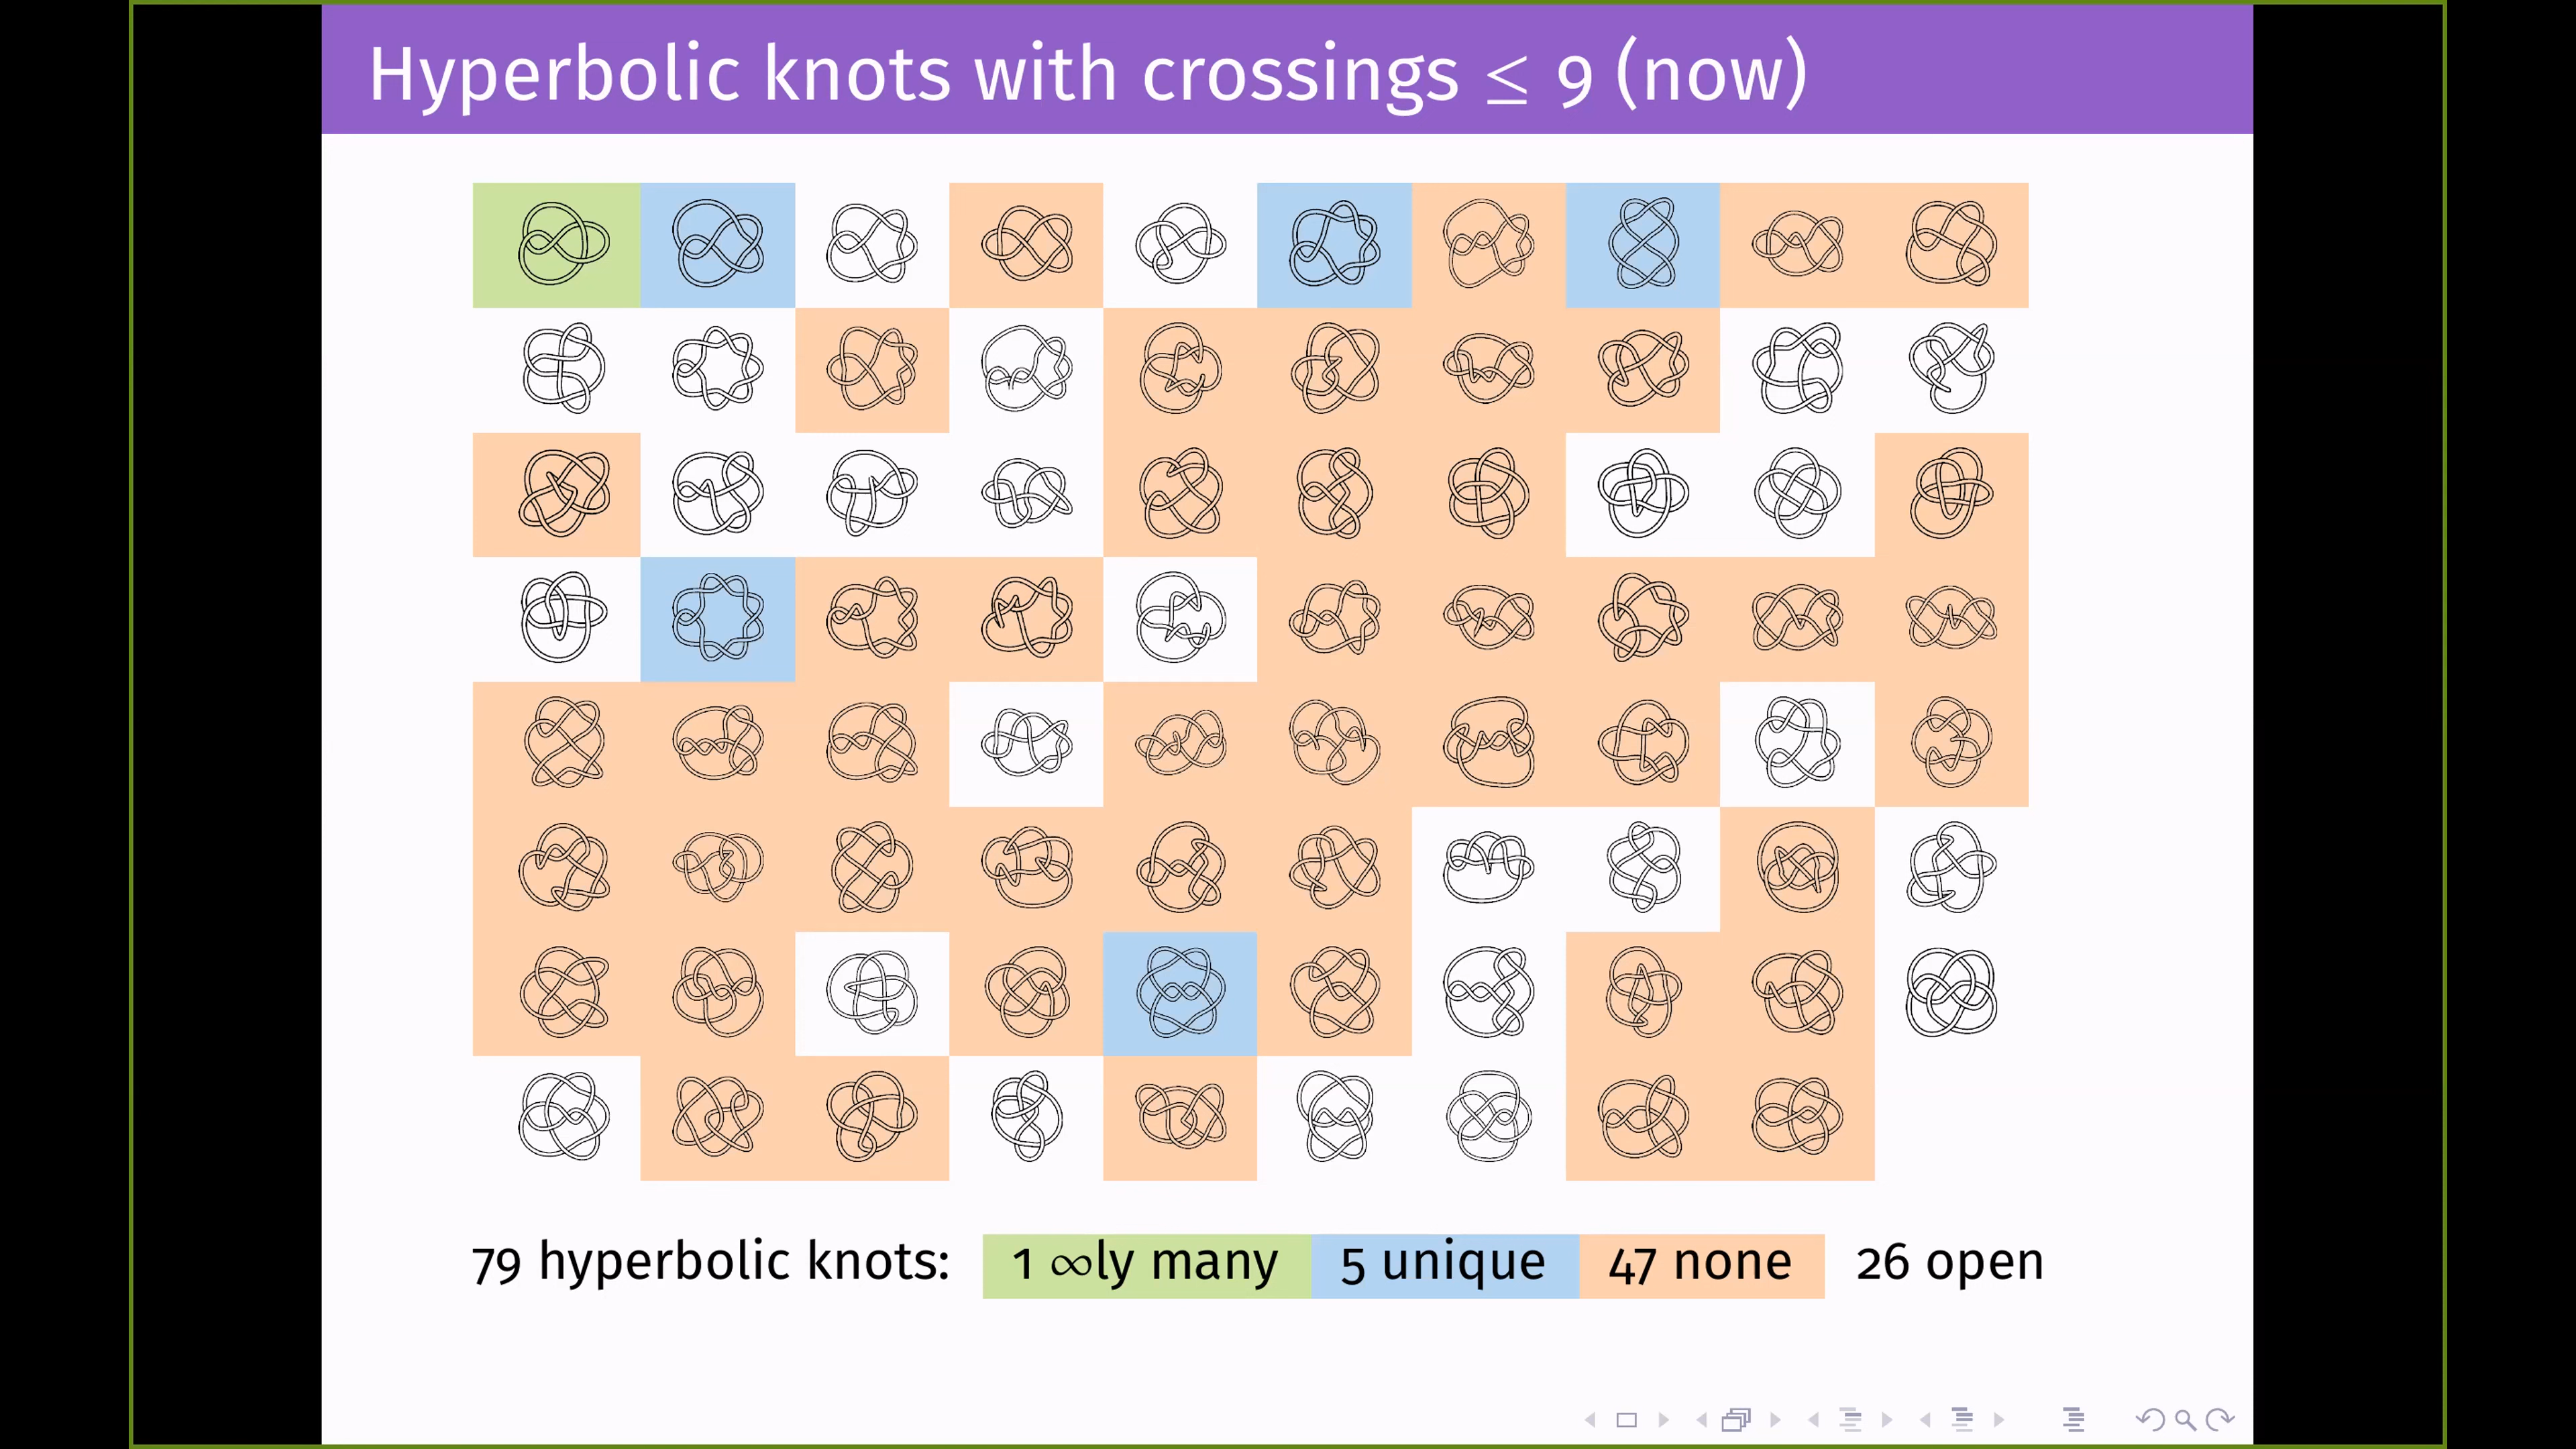 Hyperbolic knots with crossings ≤ 9 (now)
79 hyperbolic knots: 1 ∞ly many 5 unique 47 none 26 open